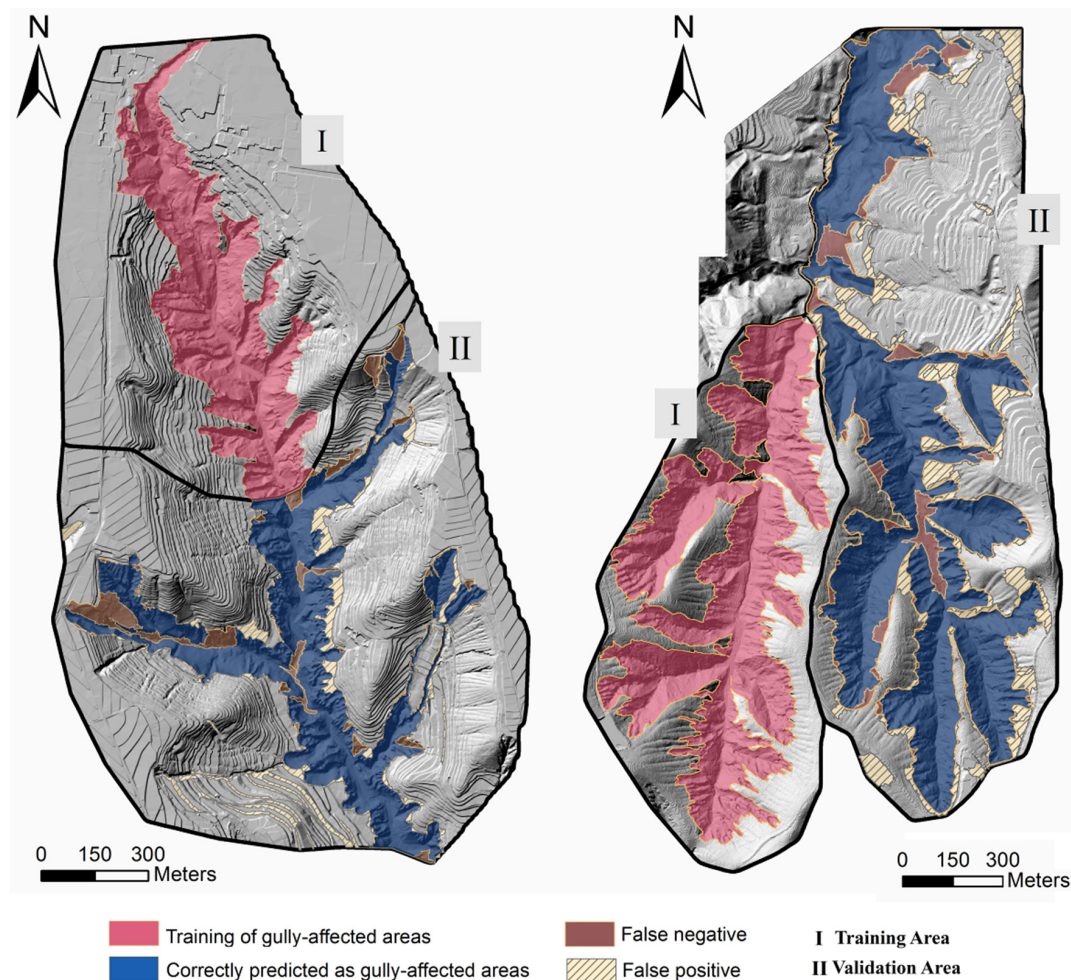 N
N
I
II
I
II
0 150 300
Meters
0 150 300
Meters
Training of gully-affected areas
False negative
I Training Area
Correctly predicted as gully-affected areas
False positive
II Validation Area